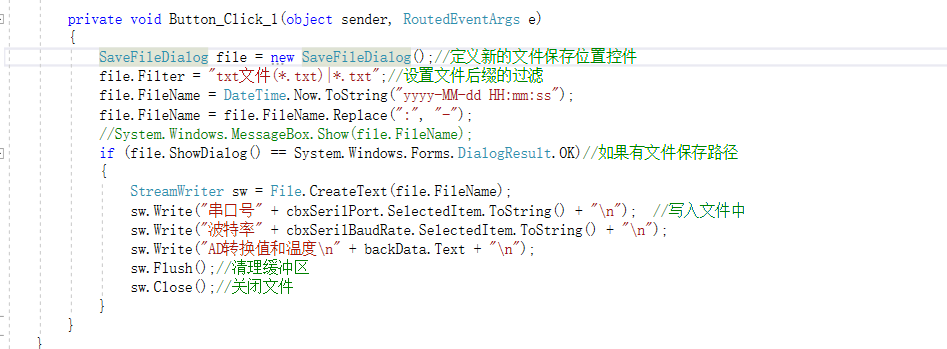 private void Button_Click_1(object sender, RoutedEventArgs e)
{
SaveFileDialog file = new SaveFileDialog();//定义新的文件保存位置控件
file.Filter = "txt文件(*.txt)|*.txt";//设置文件后缀的过滤
file.FileName = DateTime.Now.ToString("yyyy-MM-dd HH:mm:ss");
file.FileName = file.FileName.Replace(":", "-");
//System.Windows.MessageBox.Show(file.FileName);
if (file.ShowDialog() == System.Windows.Forms.DialogResult.OK)//如果有文件保存路径
{
StreamWriter sw = File.CreateText(file.FileName);
sw.Write("串口号" + cbxSerilPort.SelectedItem.ToString() + "\n");  //写入文件中
sw.Write("波特率" + cbxSerilBaudRate.SelectedItem.ToString() + "\n");
sw.Write("AD转换值和温度\n" + backData.Text + "\n");
sw.Flush();//清理缓冲区
sw.Close();//关闭文件
}
}
}